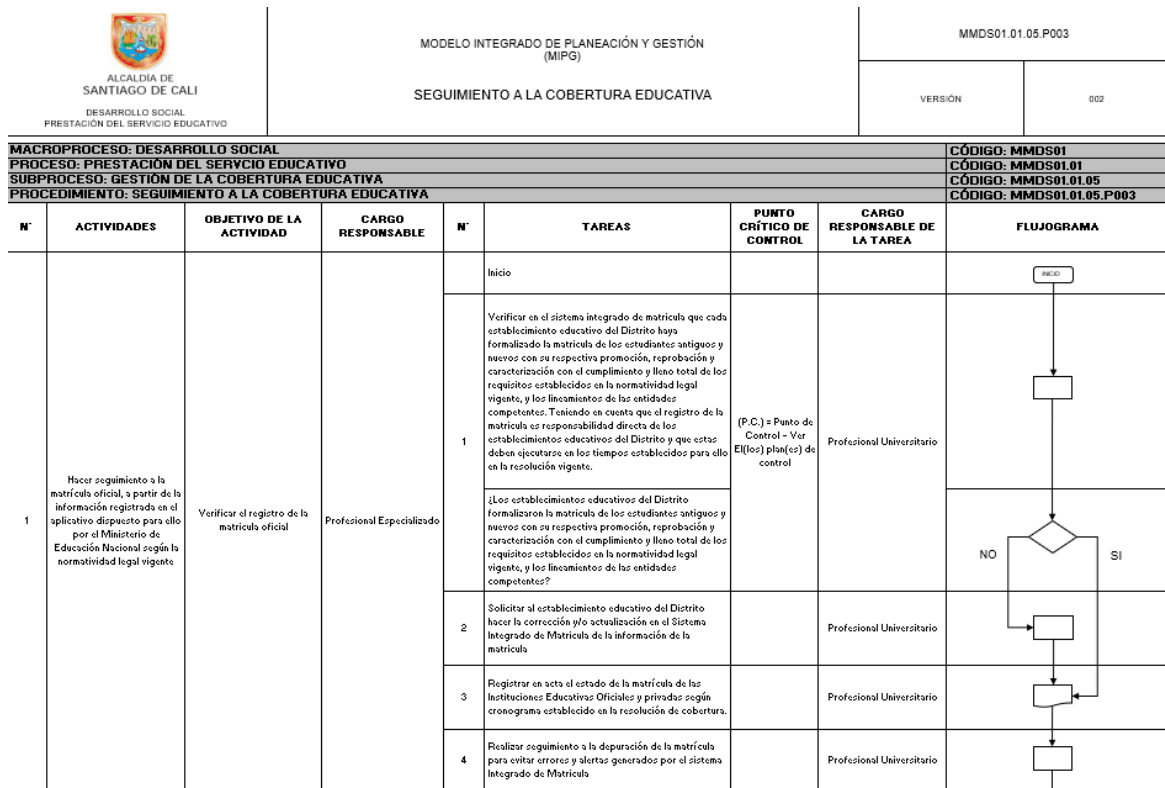 ALCALDÍA DE
SANTIAGO DE CALI
DESARROLLO SOCIAL
PRESTACIÓN DEL SERVICIO EDUCATIVO
MODELO INTEGRADO DE PLANEACIÓN Y GESTIÓN
(MIPG)
SEGUIMIENTO A LA COBERTURA EDUCATIVA
MMDS01.01.05.P003
VERSIÓN
002
MACROPROCESO: DESARROLLO SOCIAL
CÓDIGO: MMDS01
PROCESO: PRESTACIÓN DEL SERVCIO EDUCATIVO
CÓDIGO: MMDS01.01
SUBPROCESO: GESTIÓN DE LA COBERTURA EDUCATIVA
CÓDIGO: MMDS01.01.05
PROCEDIMIENTO: SEGUIMIENTO A LA COBERTURA EDUCATIVA
CÓDIGO: MMDS01.01.05.P003
N°
ACTIVIDADES
OBJETIVO DE LA
ACTIVIDAD
CARGO
RESPONSABLE
N°
TAREAS
PUNTO
CRÍTICO DE
CONTROL
CARGO
RESPONSABLE DE
LA TAREA
FLUJOGRAMA
1
Hacer seguimiento a la
matrícula oficial, a partir de la
información registrada en el
aplicativo dispuesto para ello
por el Ministerio de
Educación Nacional según la
normatividad legal vigente
Verificar el registro de la
matricula oficial
Profesional Especializado
Inicio
INICIO
1
Verificar en el sistema integrado de matricula que cada
establecimiento educativo del Distrito haya
formalizado la matricula de los estudiantes antiguos y
nuevos con su respectiva promoción, reprobación y
caracterización con el cumplimiento y lleno total de los
requisitos establecidos en la normatividad legal
vigente, y los lineamientos de las entidades
competentes. Teniendo en cuenta que el registro de la
matricula es responsabilidad directa de los
establecimientos educativos del Distrito y que estas
deben ejecutarse en los tiempos establecidos para ello
en la resolución vigente.
¿Los establecimientos educativos del Distrito
formalizaron la matricula de los estudiantes antiguos y
nuevos con su respectiva promoción, reprobación y
caracterización con el cumplimiento y lleno total de los
requisitos establecidos en la normatividad legal
vigente, y los lineamientos de las entidades
competentes?
(P.C.) = Punto de
Control - Ver
El(los) plan(es) de
control
Profesional Universitario
NO
SI
2
Solicitar al establecimiento educativo del Distrito
hacer la corrección y/o actualización en el Sistema
Integrado de Matricula de la información de la
matricula
Profesional Universitario
3
Registrar en acta el estado de la matrícula de las
Instituciones Educativas Oficiales y privadas según
cronograma establecido en la resolución de cobertura.
Profesional Universitario
4
Realizar seguimiento a la depuración de la matrícula
para evitar errores y alertas generados por el sistema
Integrado de Matricula
Profesional Universitario